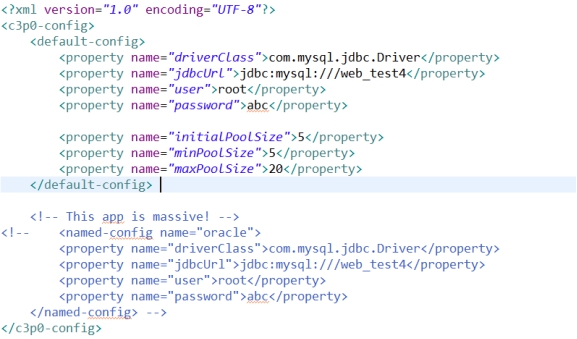 <?xml version="1.0" encoding="UTF-8"?>
<c3p0-config>
    <default-config>
        <property name="driverClass">com.mysql.jdbc.Driver</property>
        <property name="jdbcUrl">jdbc:mysql:///web_test4</property>
        <property name="user">root</property>
        <property name="password">abc</property>

        <property name="initialPoolSize">5</property>
        <property name="minPoolSize">5</property>
        <property name="maxPoolSize">20</property>
    </default-config>

    <!-- This app is massive! -->
<!--    <named-config name="oracle">
        <property name="driverClass">com.mysql.jdbc.Driver</property>
        <property name="jdbcUrl">jdbc:mysql:///web_test4</property>
        <property name="user">root</property>
        <property name="password">abc</property>
    </named-config> -->
</c3p0-config>